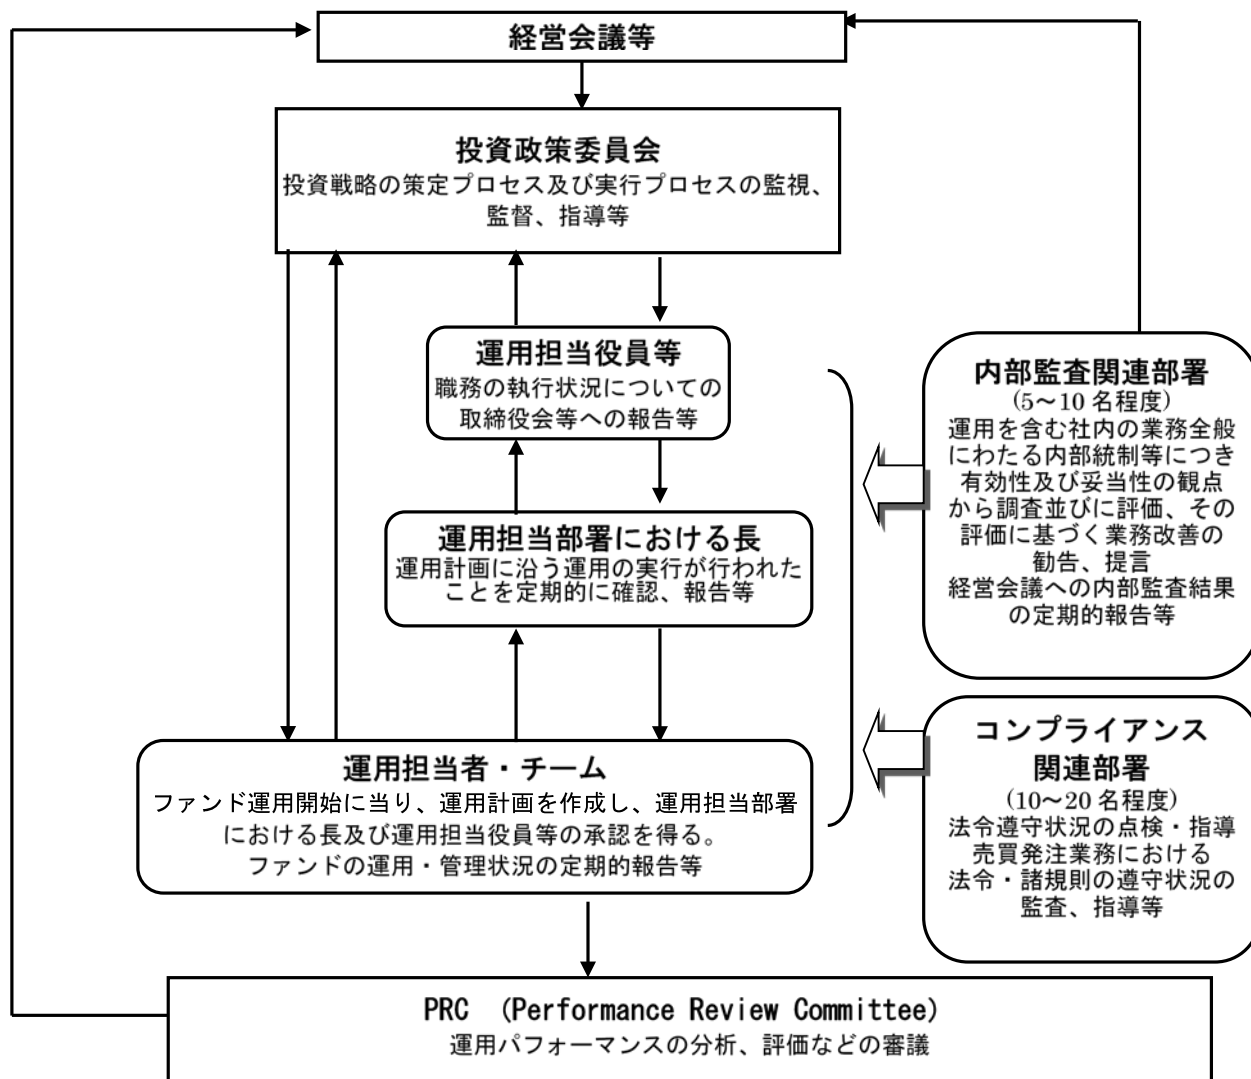 経営会議等
投資政策委員会
投資戦略の策定プロセス及び実行プロセスの監視、
監督、指導等
運用担当役員等
職務の執行状況についての
取締役会等への報告等
運用担当部署における長
運用計画に沿う運用の実行が行われた
ことを定期的に確認、報告等
運用担当者・チーム
ファンド運用開始に当り、運用計画を作成し、運用担当部署
における長及び運用担当役員等の承認を得る。
ファンドの運用・管理状況の定期的報告等
内部監査関連部署
(5～10 名程度)
運用を含む社内の業務全般
にわたる内部統制等につき
有効性及び妥当性の観点
から調査並びに評価、その
評価に基づく業務改善の
勧告、提言
経営会議への内部監査結果
の定期的報告等
コンプライアンス
関連部署
(10～20 名程度)
法令遵守状況の点検・指導
売買発注業務における
法令・諸規則の遵守状況の
監査、指導等
PRC （Performance Review Committee）
運用パフォーマンスの分析、評価などの審議